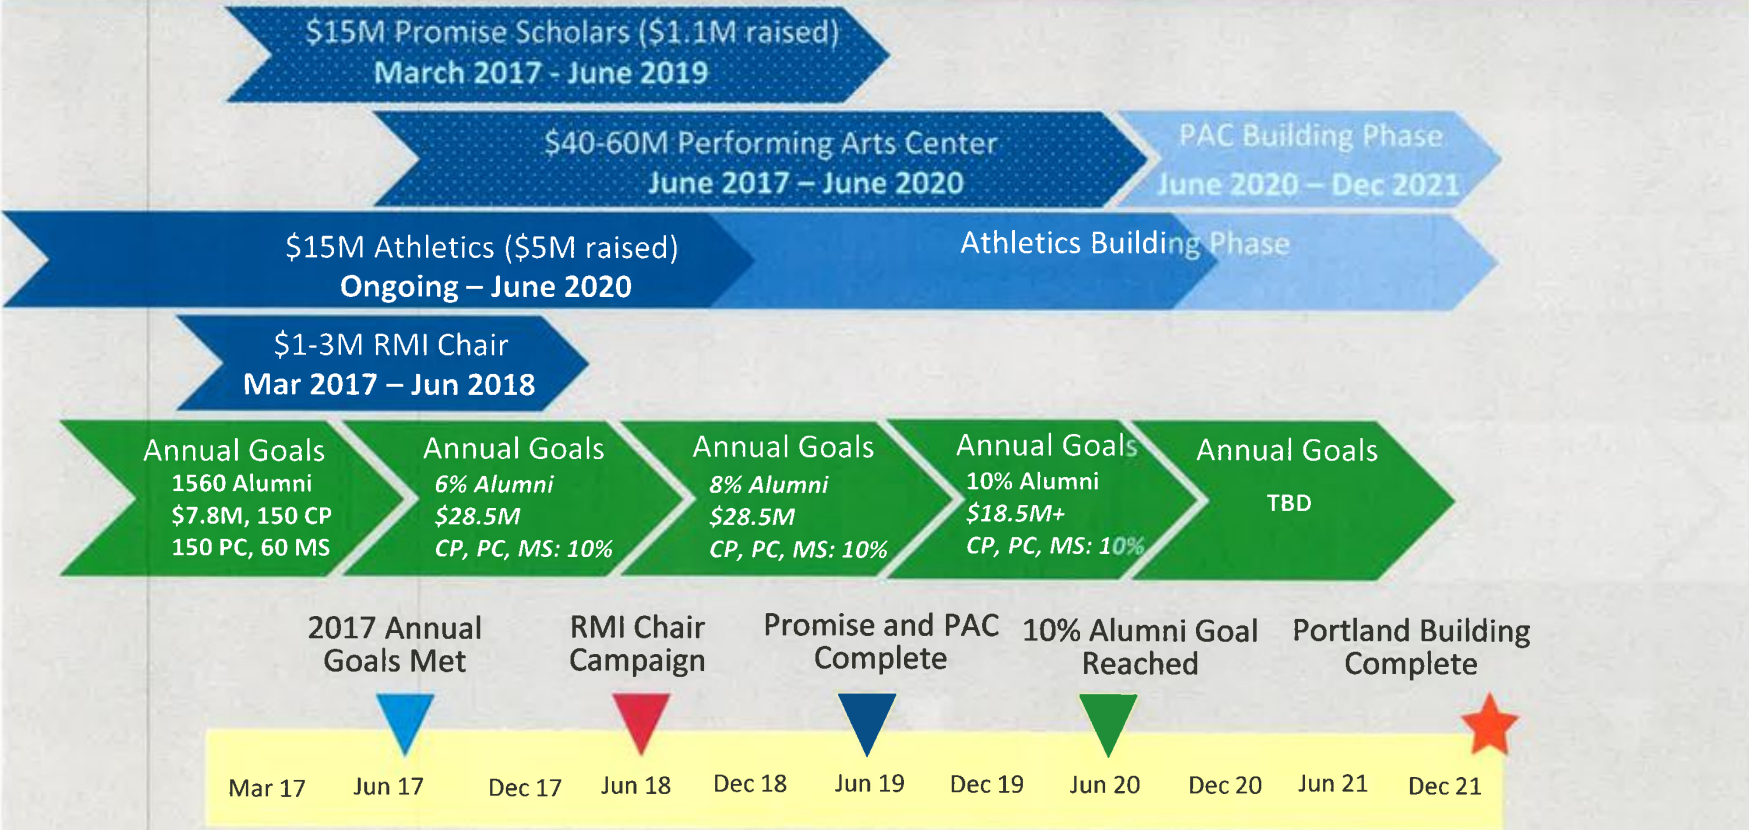 $15M Promise Scholars ($1.1M raised)
March 2017 - June 2019
$40-60M Performing Arts Center
June 2017 – June 2020
PAC Building Phase
June 2020 – Dec 2021
$15M Athletics ($5M raised)
Ongoing – June 2020
Athletics Building Phase
$1-3M RMI Chair
Mar 2017 – Jun 2018
Annual Goals
1560 Alumni
$7.8M, 150 CP
150 PC, 60 MS
Annual Goals
6% Alumni
$28.5M
CP, PC, MS: 10%
Annual Goals
8% Alumni
$28.5M
CP, PC, MS: 10%
Annual Goals
10% Alumni
$18.5M+
CP, PC, MS: 10%
Annual Goals
TBD
2017 Annual
Goals Met
RMI Chair
Campaign
Promise and PAC
Complete
10% Alumni Goal
Reached
Portland Building
Complete
Mar 17
Jun 17
Dec 17
Jun 18
Dec 18
Jun 19
Dec 19
Jun 20
Dec 20
Jun 21
Dec 21